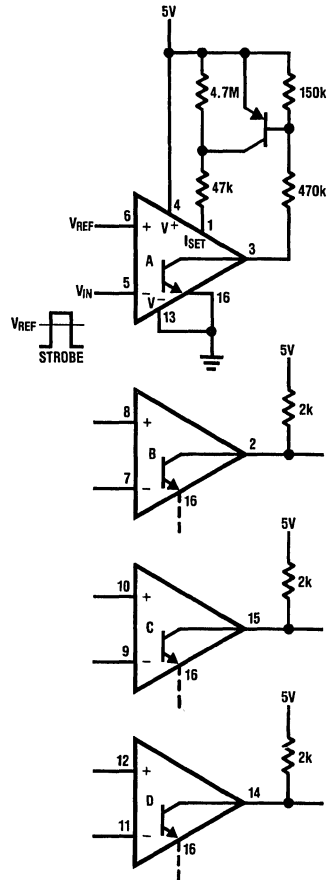 5V
4.7M
150k
47k
470k
4
V+
1
ISET
VREF
6
+
A
3
VIN
5
-
V-
16
13
VREF
STROBE
5V
2k
8
+
B
2
7
-
16
5V
2k
10
+
C
15
9
-
16
5V
2k
12
+
D
14
11
-
16